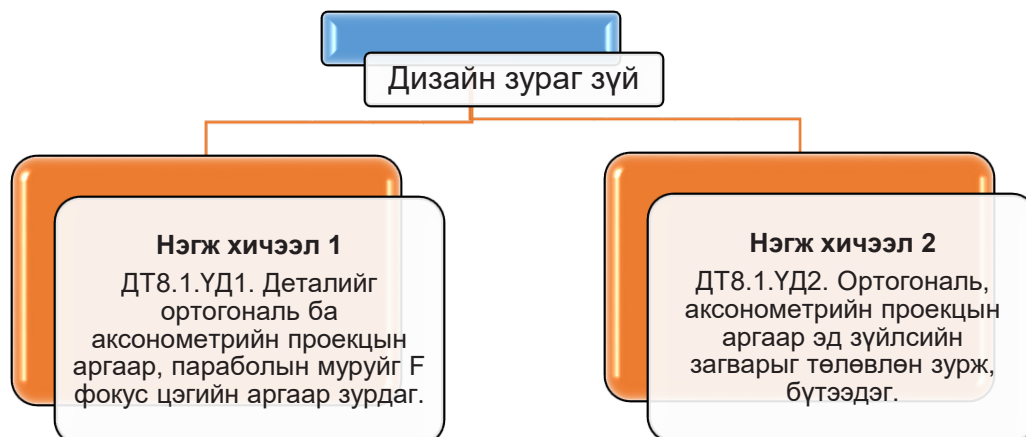 Дизайн зураг зүй
Нэгж хичээл 1
ДТ8.1.ҮД1. Деталийг
ортогональ ба
аксонометрийн проекцын
аргаар, параболын муруйг F
фокус цэгийн аргаар зурдаг.
Нэгж хичээл 2
ДТ8.1.ҮД2. Ортогональ,
аксонометрийн проекцын
аргаар эд зүйлсийн
загварыг төлөвлөн зурж,
бүтээдэг.